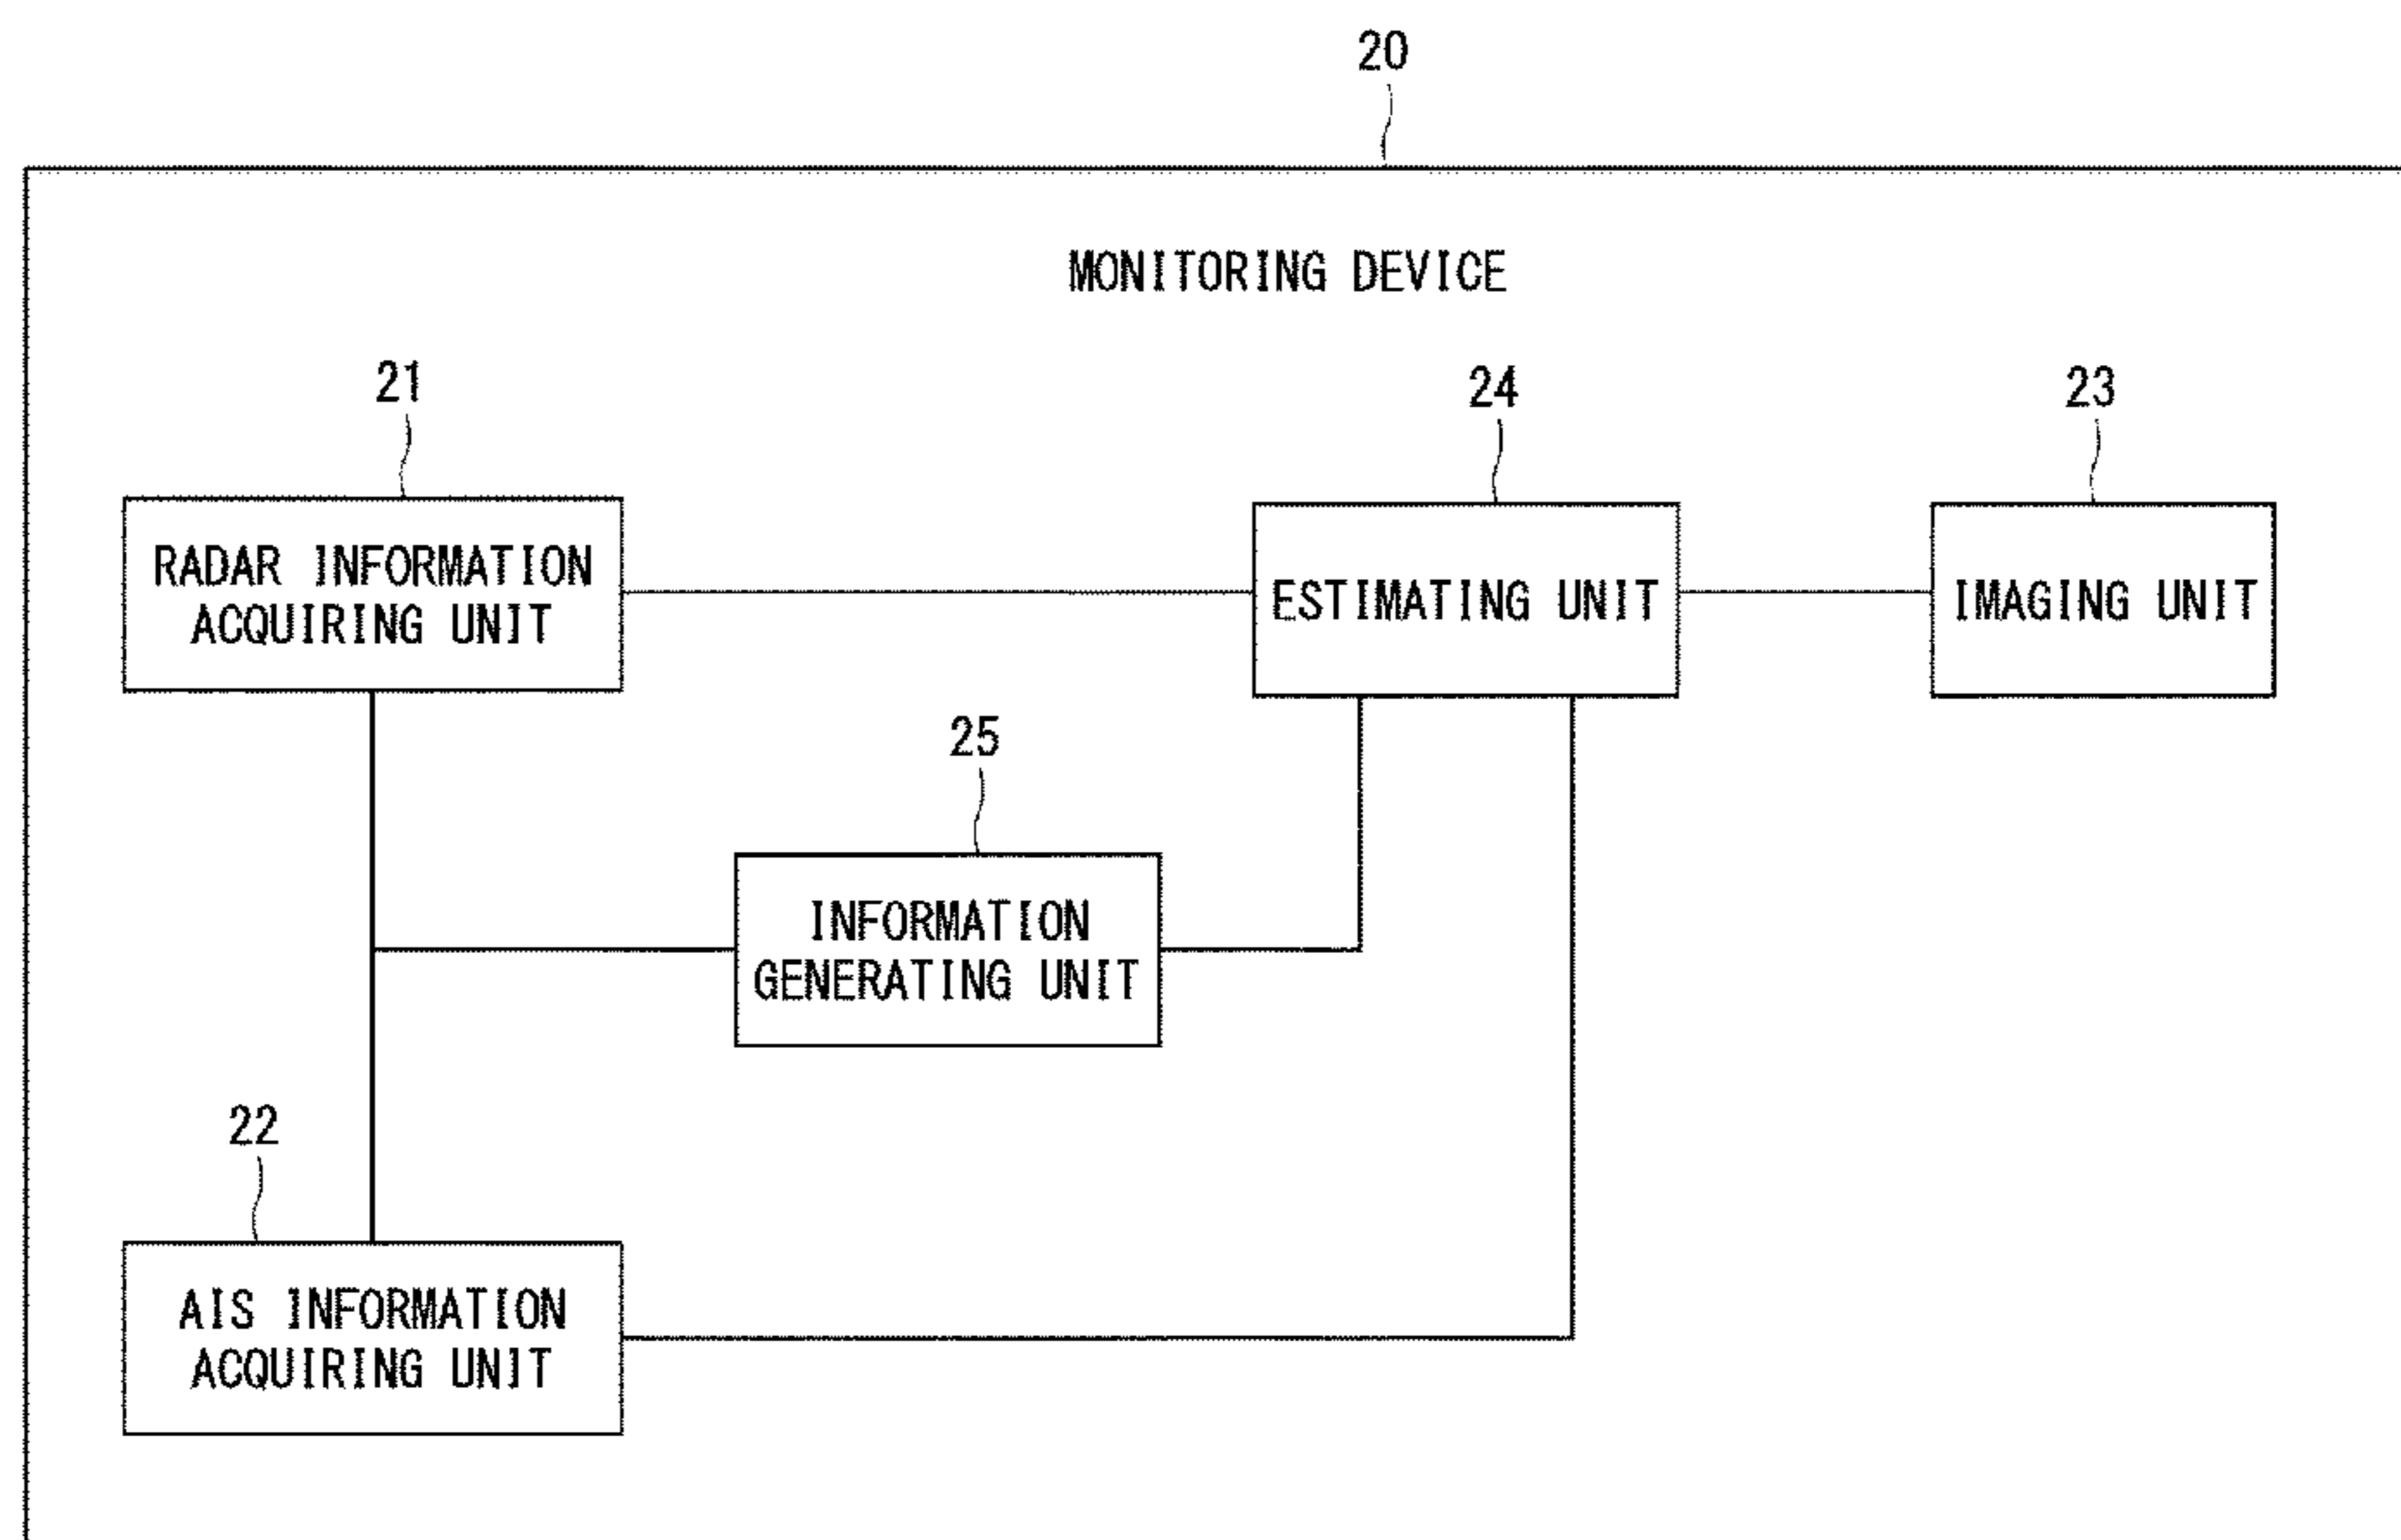 20
MONITORING DEVICE
21
24
23
RADAR INFORMATION
ACQUIRING UNIT
ESTIMATING UNIT
IMAGING UNIT
25
INFORMATION
GENERATING UNIT
22
AIS INFORMATION
ACQUIRING UNIT